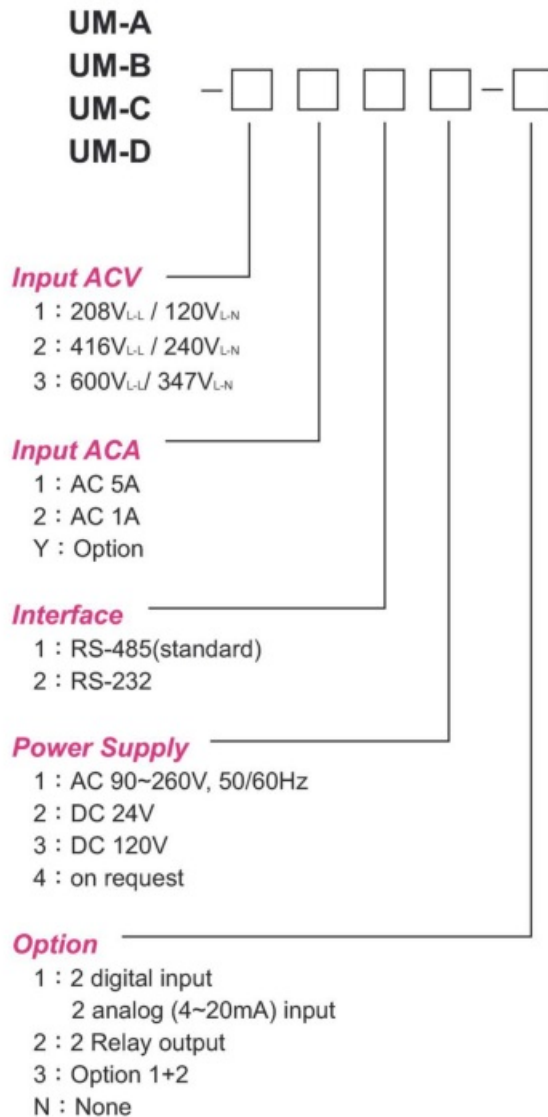 UM-A
UM-B
UM-C
UM-D
Input ACV
1：208VL-L / 120VL-N
2：416VL-L / 240VL-N
3：600VL-L/ 347VL-N
Input ACA
1：AC 5A
2：AC 1A
Y：Option
Interface
1：RS-485(standard)
2：RS-232
Power Supply
1：AC 90~260V, 50/60Hz
2：DC 24V
3：DC 120V
4：on request
Option
1：2 digital input
2 analog (4~20mA) input
2：2 Relay output
3：Option 1+2
N：None